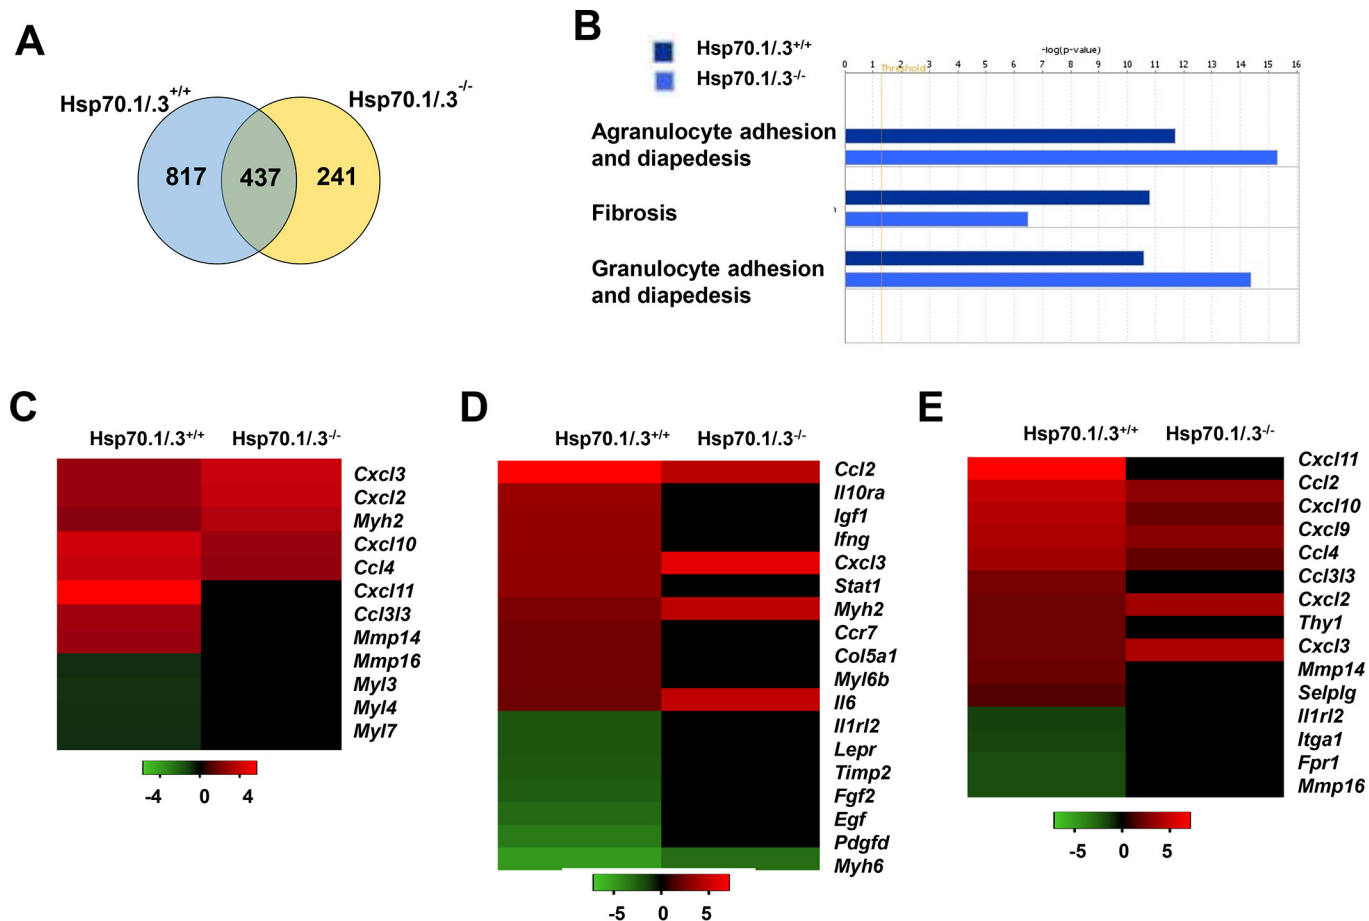 A
Hsp70.1/.3+/+
Hsp70.1/.3-/-
817
437
241
B
Hsp70.1/.3+/+
Hsp70.1/.3-/-
-log(p-value)
0 1 2 3 4 5 6 7 8 9 10 11 12 13 14 15 16
Threshold
Agranulocyte adhesion
and diapedesis
Fibrosis
Granulocyte adhesion
and diapedesis
C
Hsp70.1/.3+/+ Hsp70.1/.3-/-
Cxcl3
Cxcl2
Myh2
Cxcl10
Ccl4
Cxcl11
Ccl3l3
Mmp14
Mmp16
Myl3
Myl4
Myl7
-4 0 4
D
Hsp70.1/.3+/+ Hsp70.1/.3-/-
Ccl2
Il10ra
Igf1
Ifng
Cxcl3
Stat1
Myh2
Ccr7
Col5a1
Myl6b
Il6
Il1rl2
Lepr
Timp2
Fgf2
Egf
Pdgfd
Myh6
-5 0 5
E
Hsp70.1/.3+/+ Hsp70.1/.3-/-
Cxcl11
Ccl2
Cxcl10
Cxcl9
Ccl4
Ccl3l3
Cxcl2
Thy1
Cxcl3
Mmp14
Selplg
Il1rl2
Itga1
Fpr1
Mmp16
-5 0 5